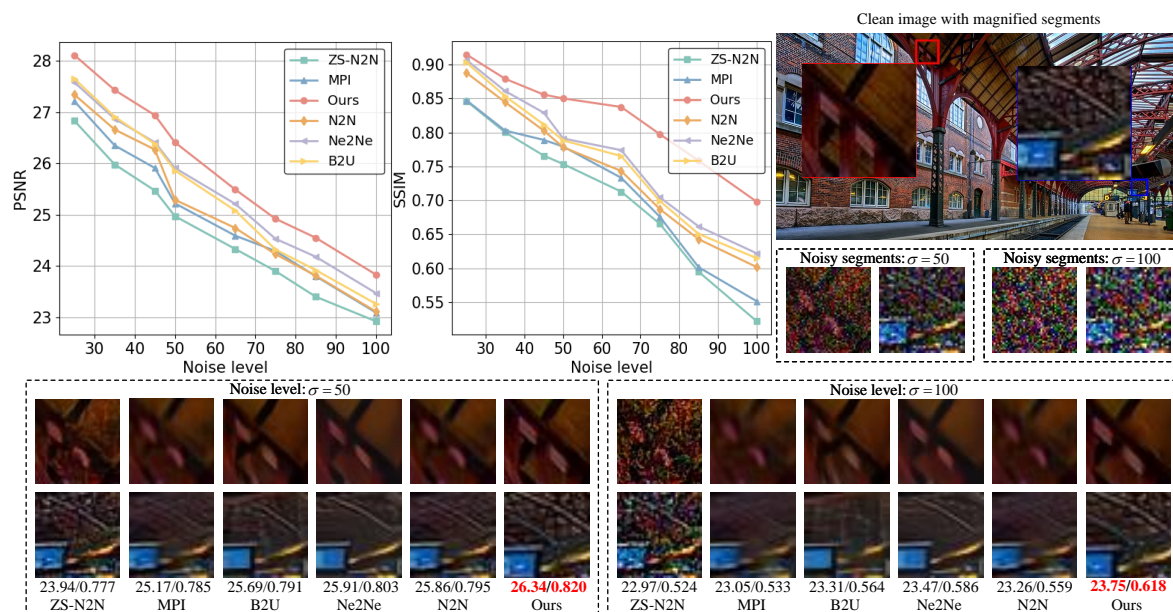 Clean image with magnified segments
28
27
26
25
24
23
PSNR
30 40 50 60 70 80 90 100
Noise level
ZS-N2N
MPI
Ours
N2N
Ne2Ne
B2U
0.90
0.85
0.80
0.75
0.70
0.65
0.60
0.55
SSIM
30 40 50 60 70 80 90 100
Noise level
ZS-N2N
MPI
Ours
N2N
Ne2Ne
B2U
Noisy segments: σ = 50
Noisy segments: σ = 100
Noise level: σ = 50
23.94/0.777 25.17/0.785 25.69/0.791 25.91/0.803 25.86/0.795 26.34/0.820
ZS-N2N MPI B2U Ne2Ne N2N Ours
Noise level: σ = 100
22.97/0.524 23.05/0.533 23.31/0.564 23.47/0.586 23.26/0.559 23.75/0.618
ZS-N2N MPI B2U Ne2Ne N2N Ours